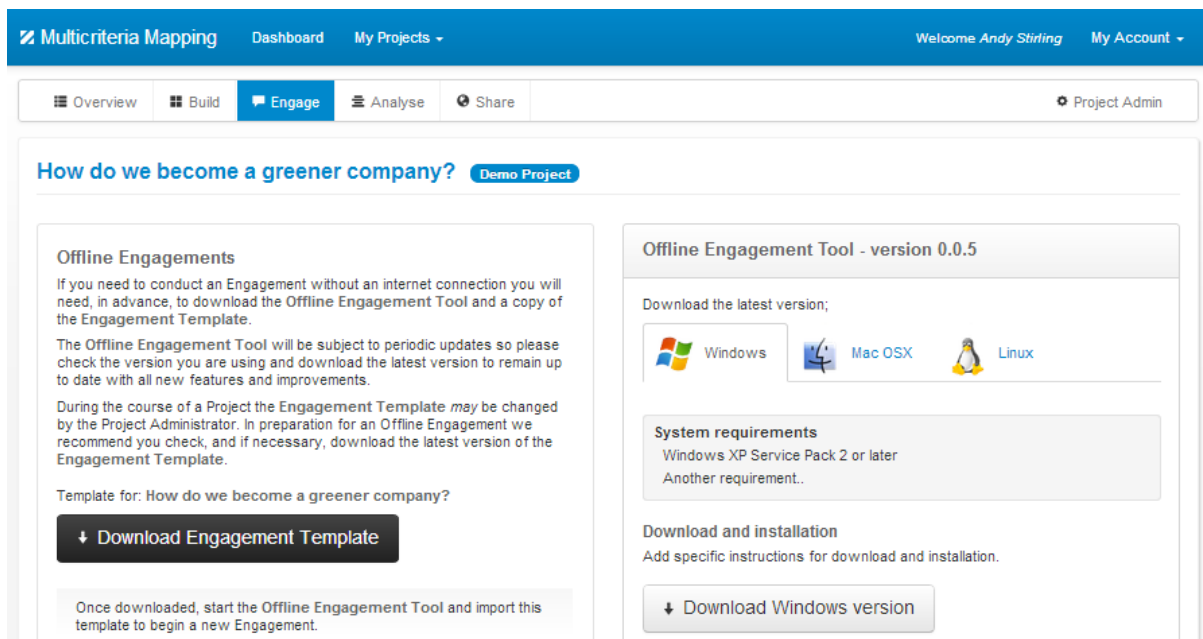 Multicriteria Mapping Dashboard My Projects Welcome Andy Stirling My Account
Overview Build Engage Analyse Share Project Admin
How do we become a greener company? Demo Project
Offline Engagements
If you need to conduct an Engagement without an internet connection you will
need, in advance, to download the Offline Engagement Tool and a copy of
the Engagement Template.
The Offline Engagement Tool will be subject to periodic updates so please
check the version you are using and download the latest version to remain up
to date with all new features and improvements.
During the course of a Project the Engagement Template may be changed
by the Project Administrator. In preparation for an Offline Engagement we
recommend you check, and if necessary, download the latest version of the
Engagement Template.
Template for: How do we become a greener company?
Download Engagement Template
Once downloaded, start the Offline Engagement Tool and import this
template to begin a new Engagement.
Offline Engagement Tool - version 0.0.5
Download the latest version;
Windows Mac OSX Linux
System requirements
Windows XP Service Pack 2 or later
Another requirement..
Download and installation
Add specific instructions for download and installation.
Download Windows version